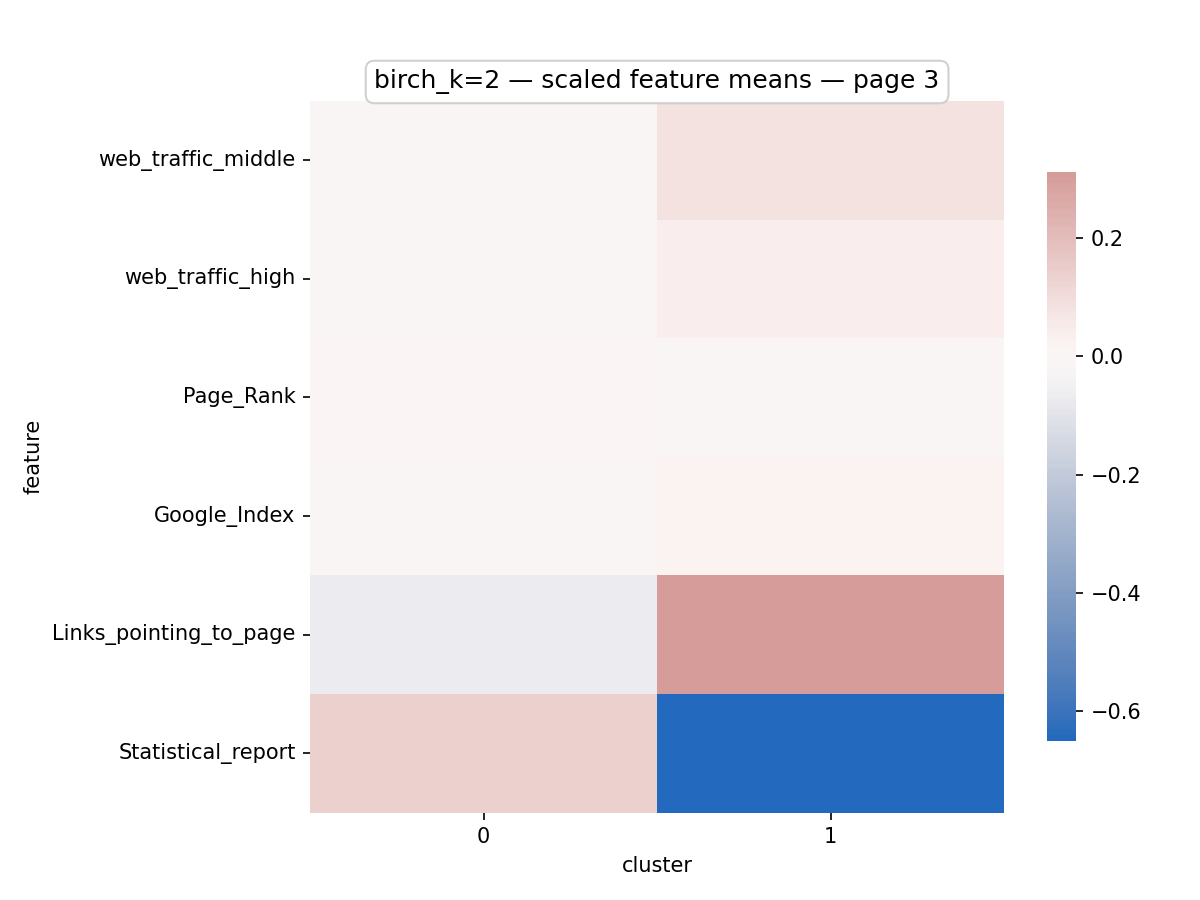 birch_k=2 — scaled feature means — page 3
web_traffic_middle
web_traffic_high
Page_Rank
Google_Index
Links_pointing_to_page
Statistical_report
feature
0
1
cluster
0.2
0.0
−0.2
−0.4
−0.6